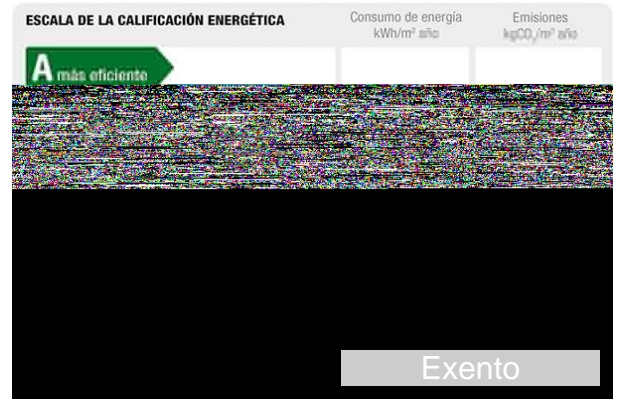 ESCALA DE LA CALIFICACIÓN ENERGÉTICA
Consumo de energía
kWh/m² año
Emisiones
kgCO₂/m² año
A más eficiente
Exento